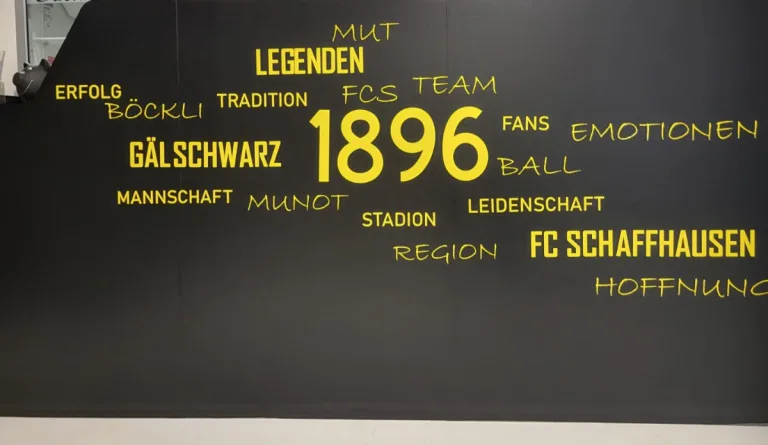 MUT
LEGENDEN
ERFOLG
BÖCKLI
TRADITION
FCS
TEAM
1896
FANS
EMOTIONEN
GÄLSCHWARZ
BALL
MANNSCHAFT
MUNOT
STADION
LEIDENSCHAFT
REGION
FC SCHAFFHAUSEN
HOFFNUNG